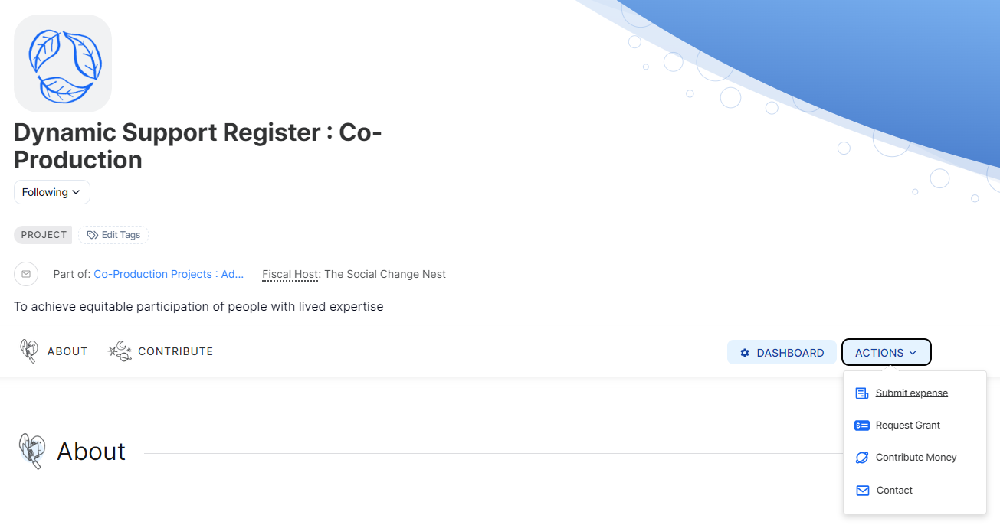 Dynamic Support Register : Co-
Production
Following
PROJECT
Edit Tags
Part of: Co-Production Projects : Ad...
Fiscal Host: The Social Change Nest
To achieve equitable participation of people with lived expertise
ABOUT
CONTRIBUTE
DASHBOARD
ACTIONS
Submit expense
Request Grant
Contribute Money
Contact
About